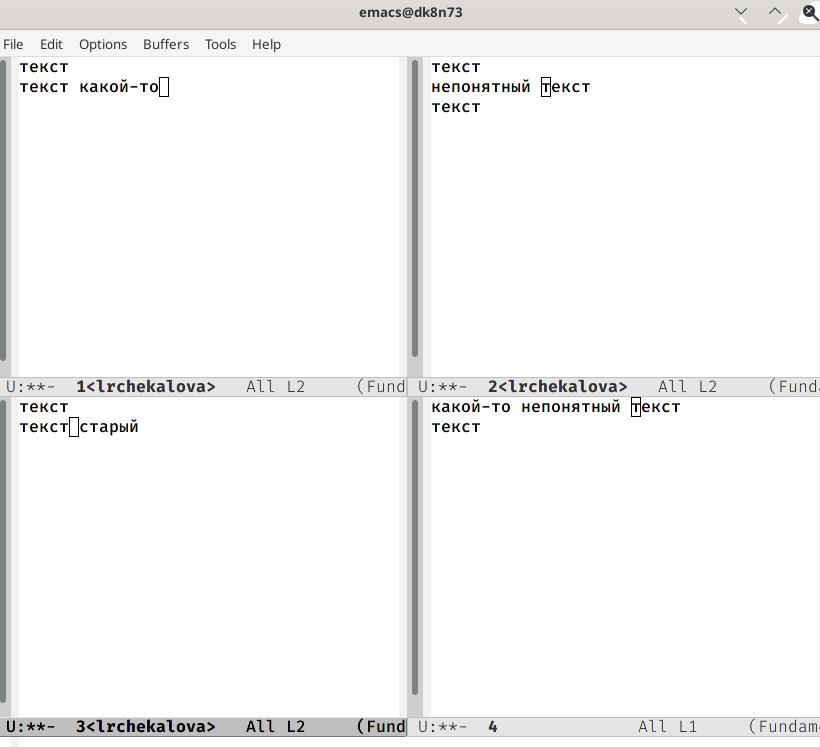 emacs@dk8n73
File Edit Options Buffers Tools Help
текст
текст какой-то
U:**- 1<lrchekalova> All L2 (Fund
текст
непонятный текст
текст
U:**- 2<lrchekalova> All L2 (Fund
текст
текст старый
U:**- 3<lrchekalova> All L2 (Fund
какой-то непонятный текст
текст
U:**- 4 All L1 (Fundam